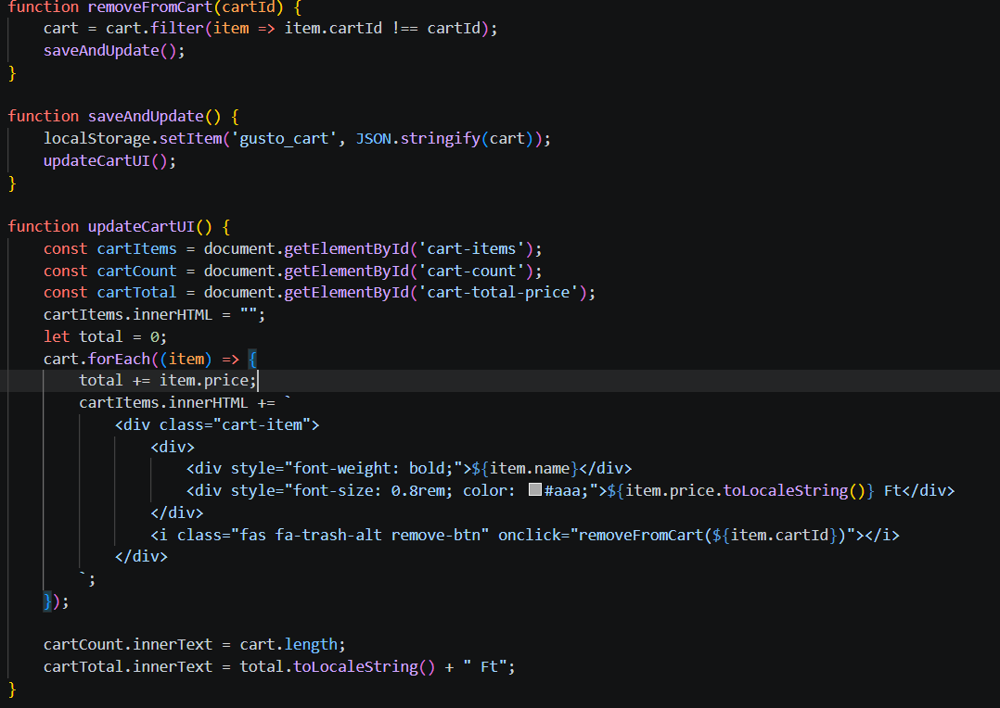 function removeFromCart(cartId) {
    cart = cart.filter(item => item.cartId !== cartId);
    saveAndUpdate();
}

function saveAndUpdate() {
    localStorage.setItem('gusto_cart', JSON.stringify(cart));
    updateCartUI();
}

function updateCartUI() {
    const cartItems = document.getElementById('cart-items');
    const cartCount = document.getElementById('cart-count');
    const cartTotal = document.getElementById('cart-total-price');
    cartItems.innerHTML = "";
    let total = 0;
    cart.forEach((item) => {
        total += item.price;
        cartItems.innerHTML += `
            <div class="cart-item">
                <div>
                    <div style="font-weight: bold;">${item.name}</div>
                    <div style="font-size: 0.8rem; color: #aaa;">${item.price.toLocaleString()} Ft</div>
                </div>
                <i class="fas fa-trash-alt remove-btn" onclick="removeFromCart(${item.cartId})"></i>
            </div>
        `;
    });

    cartCount.innerText = cart.length;
    cartTotal.innerText = total.toLocaleString() + " Ft";
}